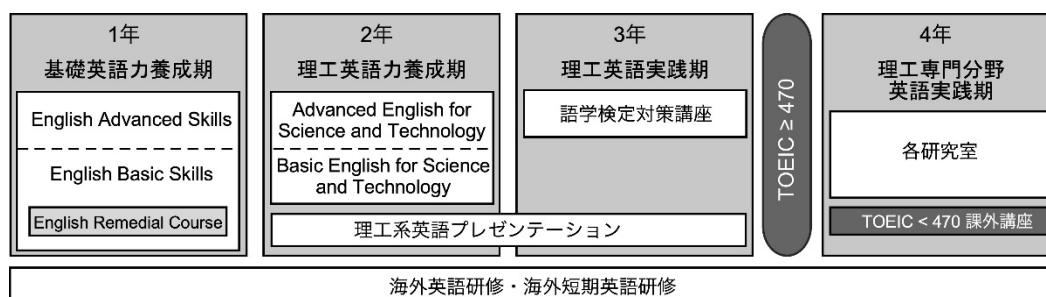 1年
基礎英語力養成期
English Advanced Skills
English Basic Skills
English Remedial Course
2年
理工英語力養成期
Advanced English for
Science and Technology
Basic English for Science
and Technology
3年
理工英語実践期
語学検定対策講座
理工系英語プレゼンテーション
TOEIC ≥ 470
4年
理工専門分野
英語実践期
各研究室
TOEIC < 470 課外講座
海外英語研修・海外短期英語研修